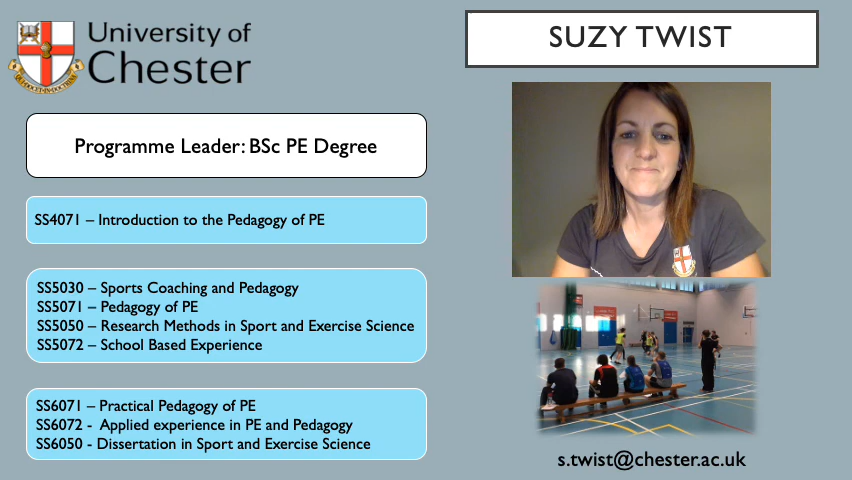 University of
Chester
SUZY TWIST
Programme Leader: BSc PE Degree
SS4071 – Introduction to the Pedagogy of PE
SS5030 – Sports Coaching and Pedagogy
SS5071 – Pedagogy of PE
SS5050 – Research Methods in Sport and Exercise Science
SS5072 – School Based Experience
SS6071 – Practical Pedagogy of PE
SS6072 -  Applied experience in PE and Pedagogy
SS6050 - Dissertation in Sport and Exercise Science
s.twist@chester.ac.uk